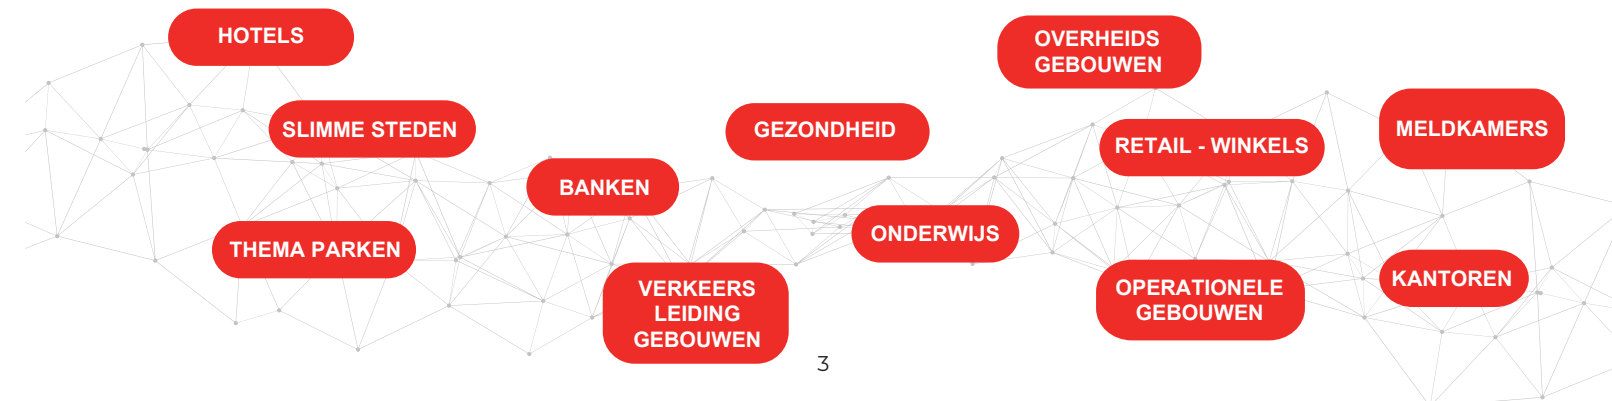 HOTELS
SLIMME STEDEN
THEMA PARKEN
BANKEN
VERKEERS
LEIDING
GEBOUWEN
GEZONDHEID
ONDERWIJS
OVERHEIDS
GEBOUWEN
RETAIL - WINKELS
OPERATIONELE
GEBOUWEN
MELDKAMERS
KANTOREN
3